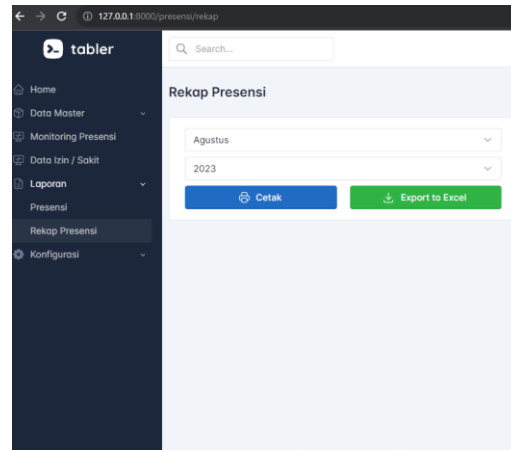 127.0.0.1:8000/presensi/rekap
tabler
Search...
Home
Data Master
Monitoring Presensi
Data Izin / Sakit
Laporan
Presensi
Rekap Presensi
Konfigurasi
Rekap Presensi
Agustus
2023
Cetak
Export to Excel